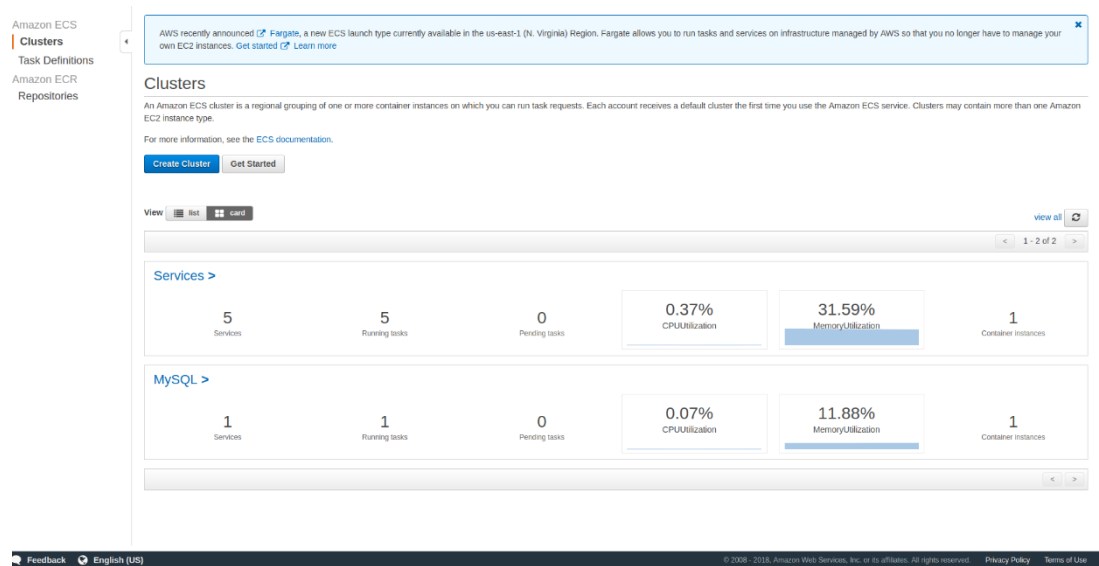 Amazon ECS
Clusters
Task Definitions
Amazon ECR
Repositories
AWS recently announced Fargate, a new ECS launch type currently available in the us-east-1 (N. Virginia) Region. Fargate allows you to run tasks and services on infrastructure managed by AWS so that you no longer have to manage your
own EC2 instances. Get started Learn more
Clusters
An Amazon ECS cluster is a regional grouping of one or more container instances on which you can run task requests. Each account receives a default cluster the first time you use the Amazon ECS service. Clusters may contain more than one Amazon
EC2 instance type.
For more information, see the ECS documentation.
Create Cluster Get Started
View list card
view all
< 1 - 2 of 2 >
Services >
5 5 0 0.37% 31.59% 1
Services Running tasks Pending tasks CPUUtilization MemoryUtilization Container instances
MySQL >
1 1 0 0.07% 11.88% 1
Services Running tasks Pending tasks CPUUtilization MemoryUtilization Container instances
< >
Feedback English (US) © 2008 - 2018, Amazon Web Services, Inc. or its affiliates. All rights reserved. Privacy Policy Terms of Use